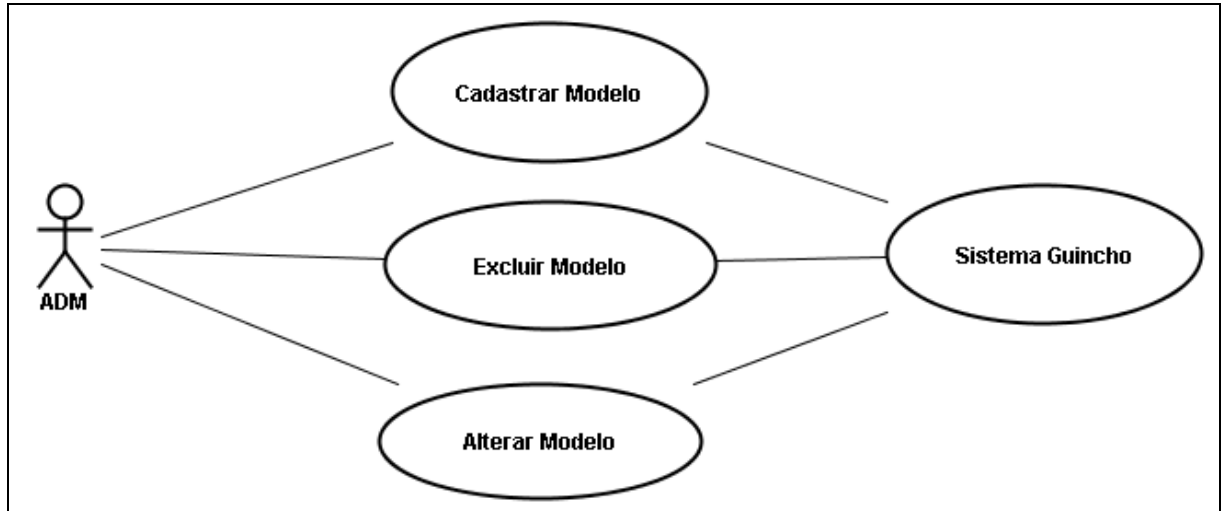 Cadastrar Modelo
Excluir Modelo
Sistema Guincho
ADM
Alterar Modelo